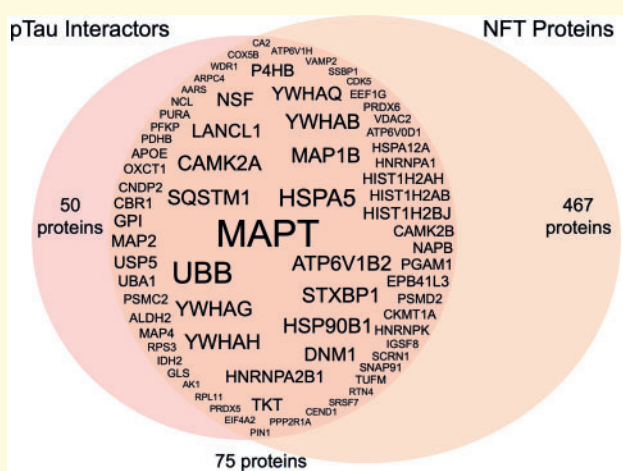 pTau Interactors
NFT Proteins
CA2
COX5B
ATP6V1H
WDR1
VAMP2
ARPC4
P4HB
SSBP1
AARS
CDK5
NCL
NSF
YWHAQ
EEF1G
PURA
PRDX6
PFKP
LANCL1
YWHAB
VDAC2
PDHB
ATP6V0D1
APOE
CAMK2A
MAP1B
HSPA12A
OXCT1
HNRNPA1
HIST1H2AH
CNDP2
SQSTM1
HSPA5
HIST1H2AB
CBR1
HIST1H2BJ
GPI
50
proteins
467
proteins
MAPT
CAMK2B
MAP2
NAPB
USP5
UBB
ATP6V1B2
PGAM1
UBA1
EPB41L3
PSMC2
STXBP1
PSMD2
YWHAG
CKMT1A
ALDH2
HSP90B1
HNRNPK
MAP4
YWHAH
IGSF8
RPS3
DNM1
SCRN1
IDH2
SNAP91
GLS
HNRNPA2B1
TUFM
AK1
RTN4
RPL11
TKT
SRSF7
PRDX5
CEND1
EIF4A2
PPP2R1A
PIN1
75 proteins